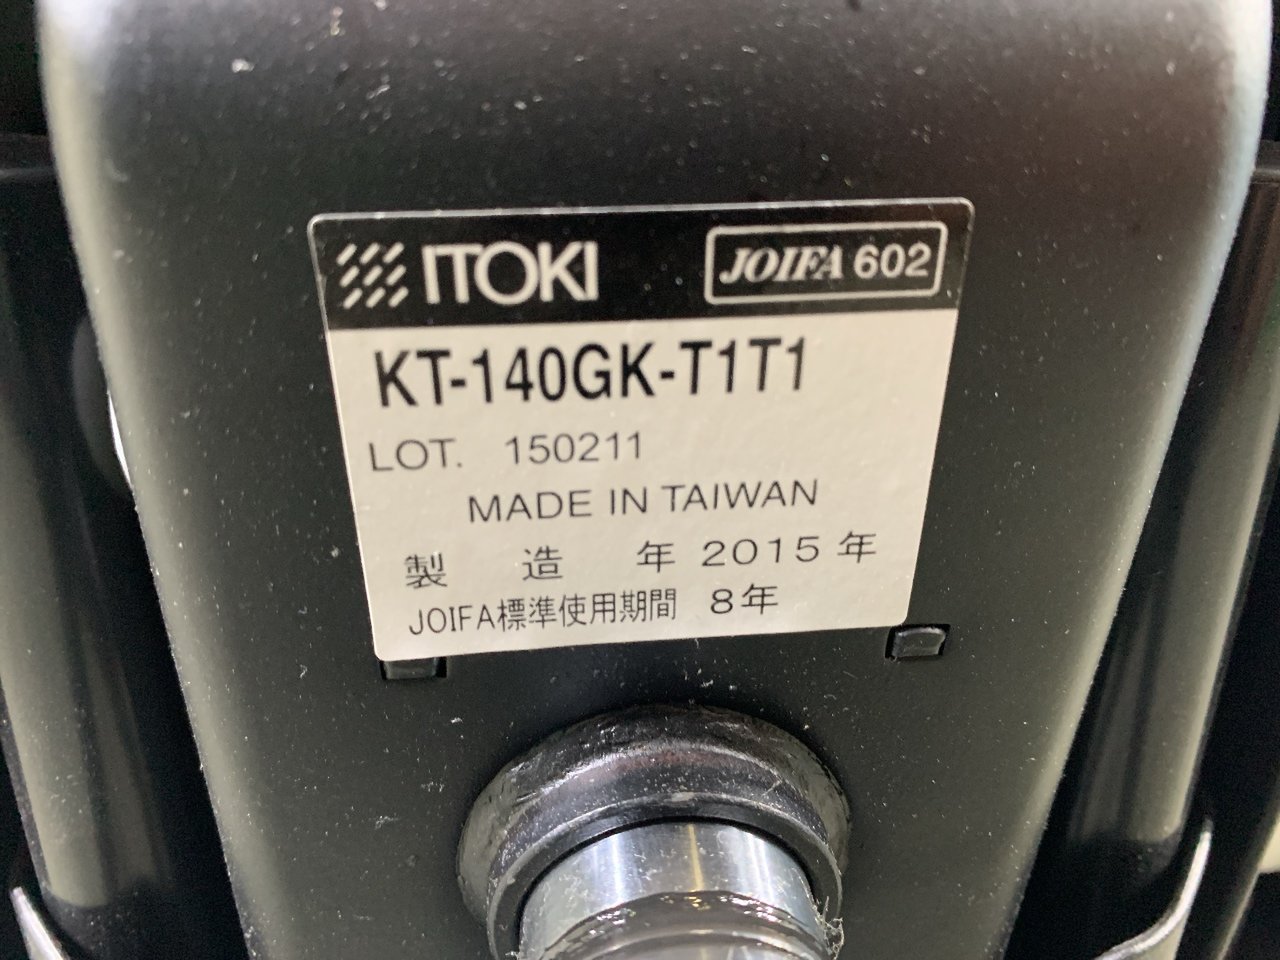 ITOKI JOIFA 602
KT-140GK-T1T1
LOT. 150211
MADE IN TAIWAN
製 造 年 2015 年
JOIFA標準使用期間 8年